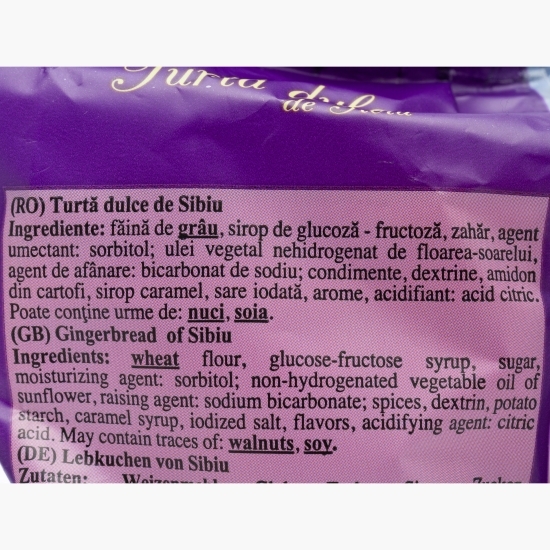 Turta
de
(RO) Turtă dulce de Sibiu
Ingrediente: făină de grâu, sirop de glucoză - fructoză, zahăr, agent
umectant: sorbitol; ulei vegetal nehidrogenat de floarea-soarelui,
agent de afânare: bicarbonat de sodiu; condimente, dextrine, amidon
din cartofi, sirop caramel, sare iodată, arome, acidifiant: acid citric.
Poate conține urme de: nuci, soia.
(GB) Gingerbread of Sibiu
Ingredients: wheat flour, glucose-fructose syrup, sugar,
moisturizing agent: sorbitol; non-hydrogenated vegetable oil of
sunflower, raising agent: sodium bicarbonate; spices, dextrin, potato
starch, caramel syrup, iodized salt, flavors, acidifying agent: citric
acid. May contain traces of: walnuts, soy.
(DE) Lebkuchen von Sibiu
Zutaten: